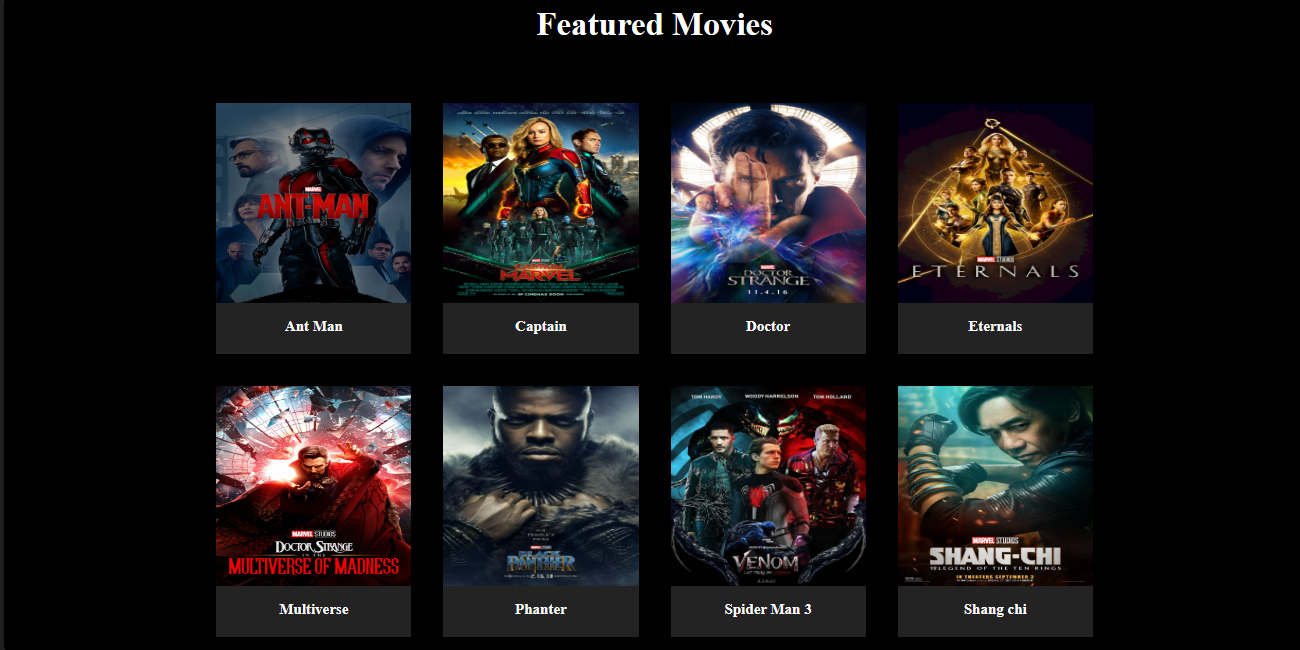 Featured Movies
MARVEL
ANT-MAN
MARVEL
IN CINEMAS SOON
MARVEL
DOCTOR
STRANGE
11.4.16
MARVEL STUDIOS
ETERNALS
Ant Man
Captain
Doctor
Eternals
MARVEL STUDIOS
DOCTOR STRANGE
IN THE
MULTIVERSE OF MADNESS
BLACK
PANTHER
2.16.18
TOM HARDY WOODY HARRELSON TOM HOLLAND
VENOM
MARVEL STUDIOS
SHANG-CHI
LEGEND OF THE TEN RINGS
IN THEATERS SEPTEMBER 3
Multiverse
Phanter
Spider Man 3
Shang chi